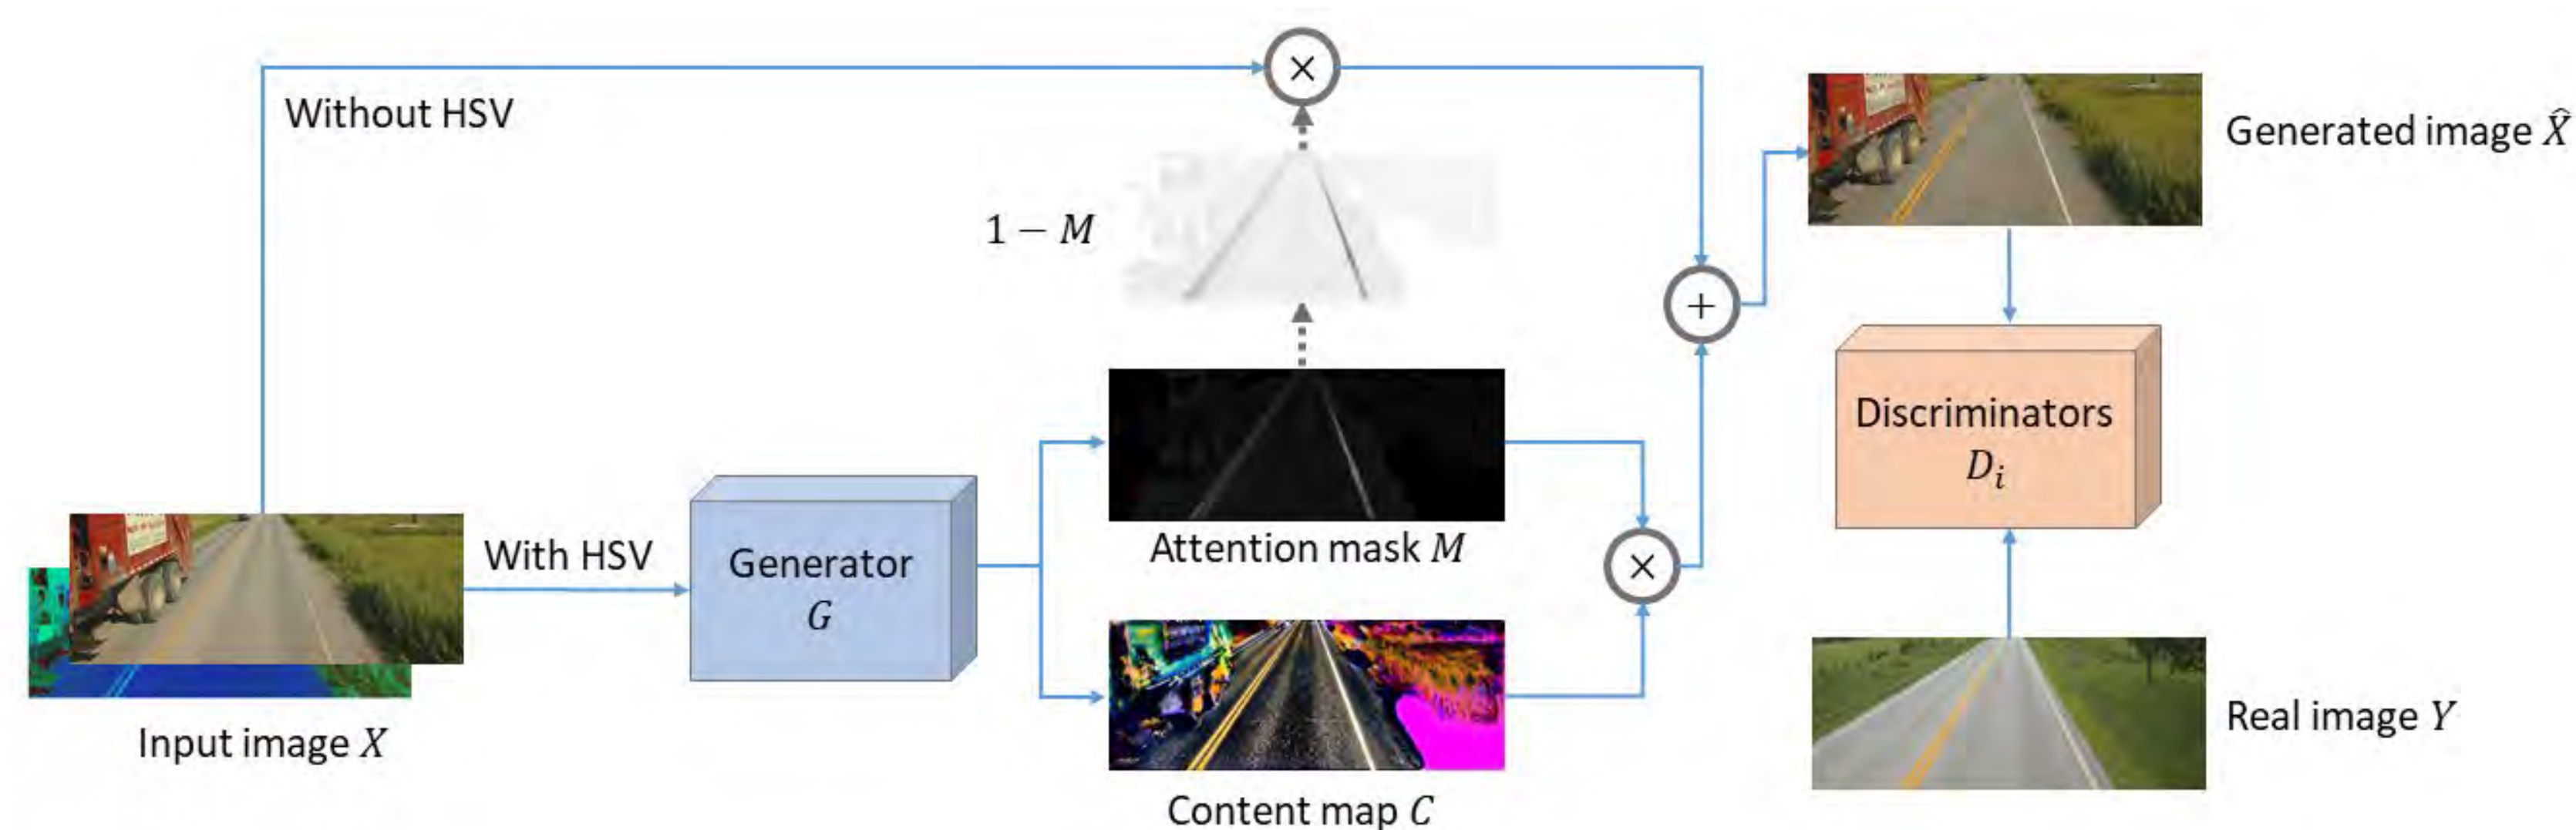 ×
Without HSV
Generated image X̂
1 − M
+
Discriminators
D_i
With HSV
Generator
G
Attention mask M
×
Input image X
Real image Y
Content map C